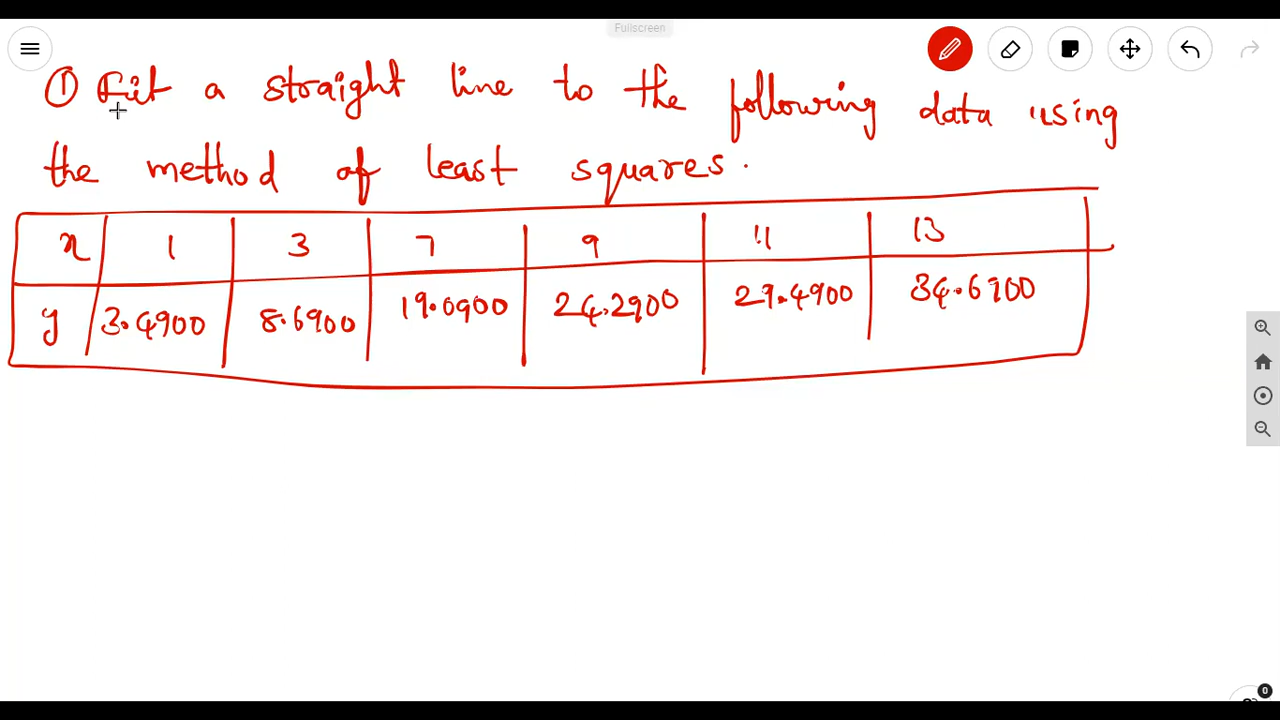 Fullscreen
① Fit a straight line to the following data using
the method of least squares.
x 1 3 7 9 11 13
y 3.4900 8.6900 19.0900 24.2900 29.4900 34.6900
0